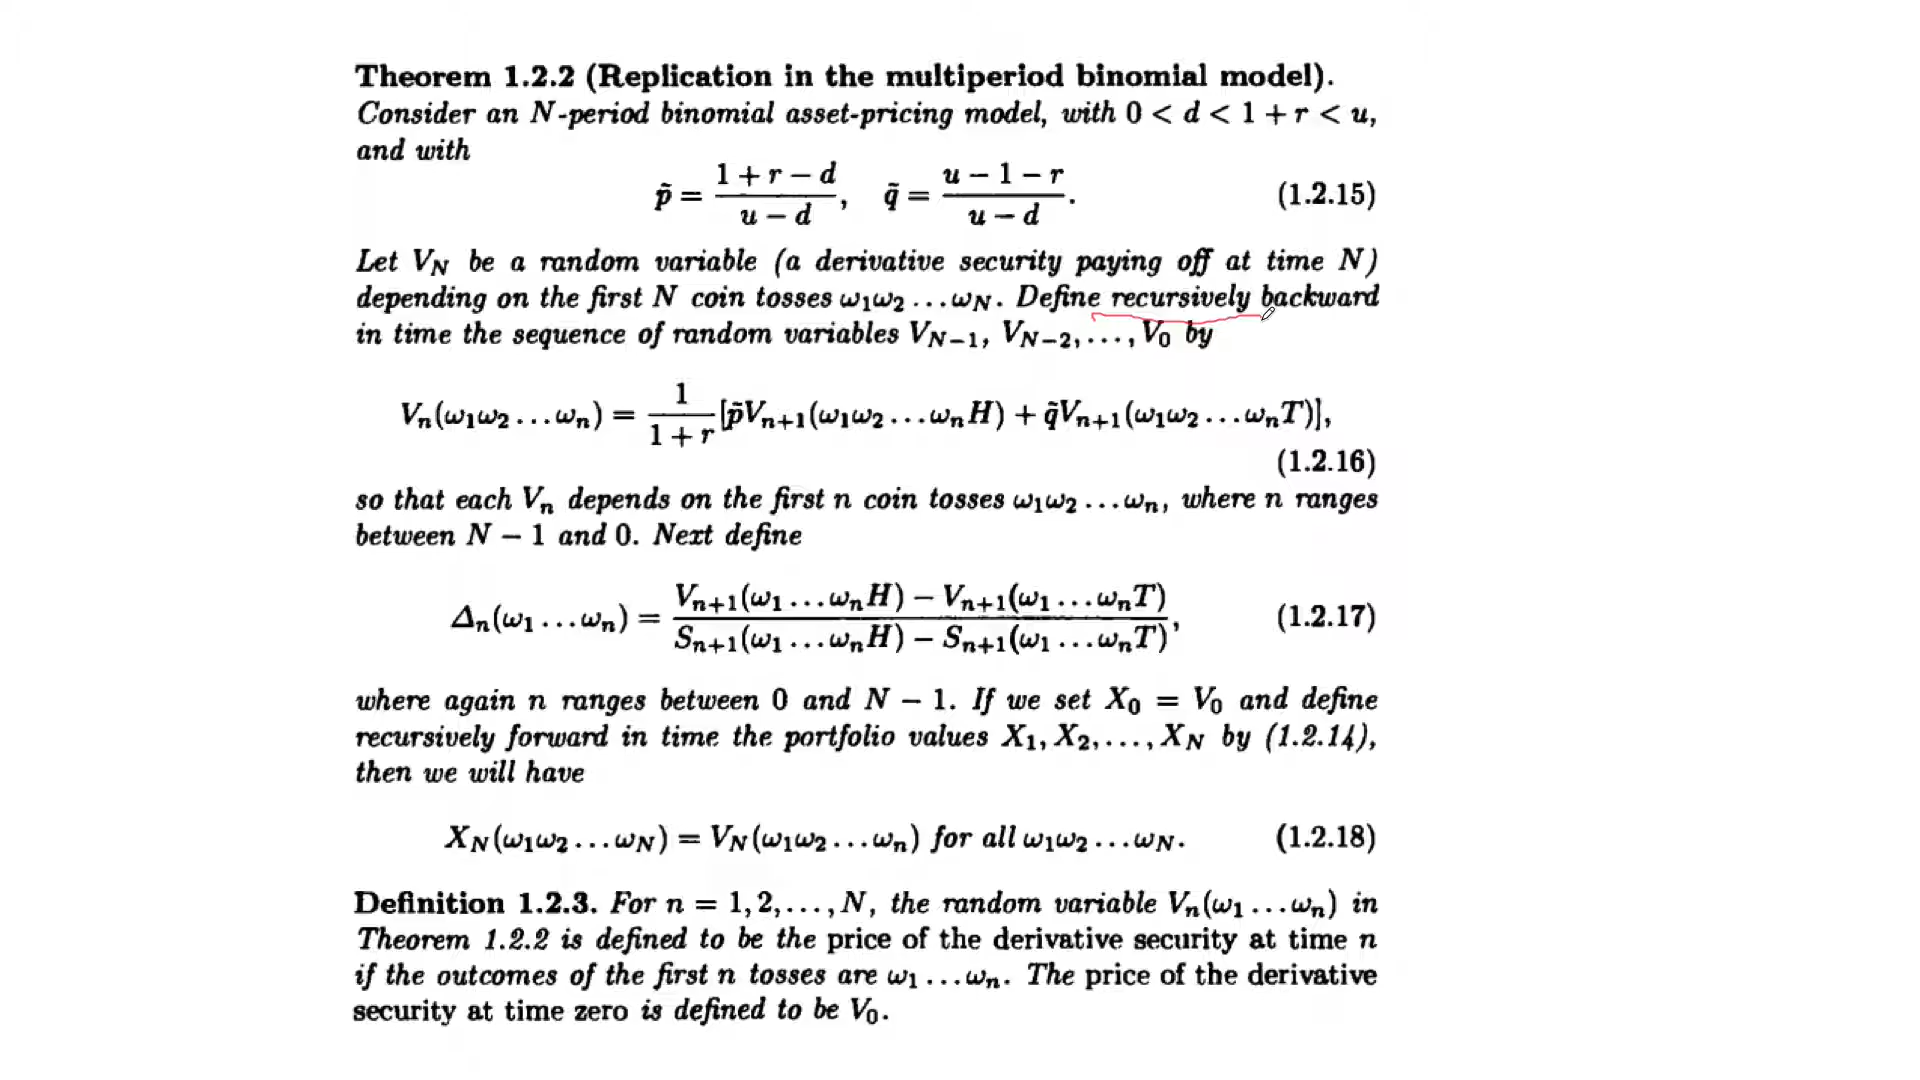 Theorem 1.2.2 (Replication in the multiperiod binomial model).
Consider an N-period binomial asset-pricing model, with 0 < d < 1 + r < u,
and with
p̃ = (1 + r − d)/(u − d), q̃ = (u − 1 − r)/(u − d). (1.2.15)
Let V_N be a random variable (a derivative security paying off at time N)
depending on the first N coin tosses ω₁ω₂ ... ω_N. Define recursively backward
in time the sequence of random variables V_{N−1}, V_{N−2}, ..., V₀ by
V_n(ω₁ω₂ ... ω_n) = 1/(1 + r) [p̃V_{n+1}(ω₁ω₂ ... ω_nH) + q̃V_{n+1}(ω₁ω₂ ... ω_nT)],
(1.2.16)
so that each V_n depends on the first n coin tosses ω₁ω₂ ... ω_n, where n ranges
between N − 1 and 0. Next define
Δ_n(ω₁ ... ω_n) = (V_{n+1}(ω₁ ... ω_nH) − V_{n+1}(ω₁ ... ω_nT))/(S_{n+1}(ω₁ ... ω_nH) − S_{n+1}(ω₁ ... ω_nT)), (1.2.17)
where again n ranges between 0 and N − 1. If we set X₀ = V₀ and define
recursively forward in time the portfolio values X₁, X₂, ..., X_N by (1.2.14),
then we will have
X_N(ω₁ω₂ ... ω_N) = V_N(ω₁ω₂ ... ω_n) for all ω₁ω₂ ... ω_N. (1.2.18)
Definition 1.2.3. For n = 1, 2, ..., N, the random variable V_n(ω₁ ... ω_n) in
Theorem 1.2.2 is defined to be the price of the derivative security at time n
if the outcomes of the first n tosses are ω₁ ... ω_n. The price of the derivative
security at time zero is defined to be V₀.